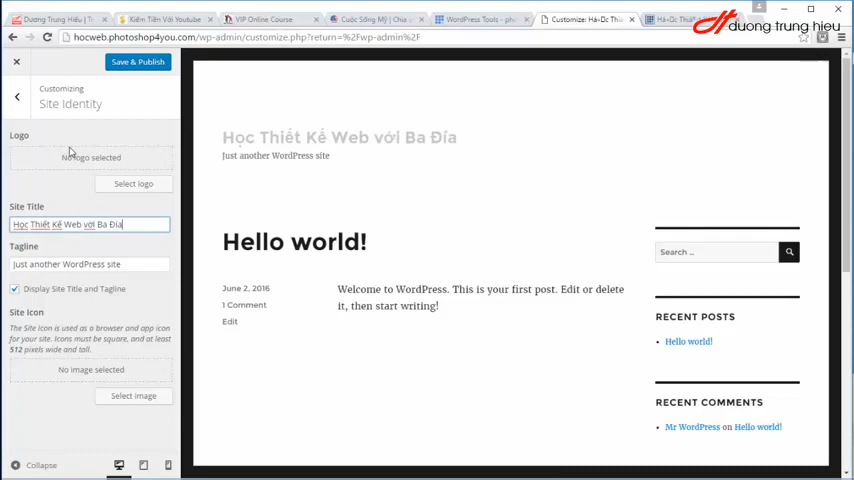 Dương Trung Hiếu | Tr
Kiếm Tiền Với Youtube
VIP Online Course
Cuộc Sống Mỹ | Chia s
WordPress Tools - pho
Customize: Há»□c Thiế
dương trung hiếu
hocweb.photoshop4you.com/wp-admin/customize.php?return=%2Fwp-admin%2F
Save & Publish
Customizing
Site Identity
Logo
No logo selected
Select logo
Site Title
Học Thiết Kế Web với Ba Đía
Tagline
Just another WordPress site
Display Site Title and Tagline
Site Icon
The Site Icon is used as a browser and app icon
for your site. Icons must be square, and at least
512 pixels wide and tall.
No image selected
Select Image
Collapse
Học Thiết Kế Web với Ba Đía
Just another WordPress site
Hello world!
June 2, 2016
1 Comment
Edit
Welcome to WordPress. This is your first post. Edit or delete
it, then start writing!
Search ...
RECENT POSTS
Hello world!
RECENT COMMENTS
Mr WordPress on Hello world!